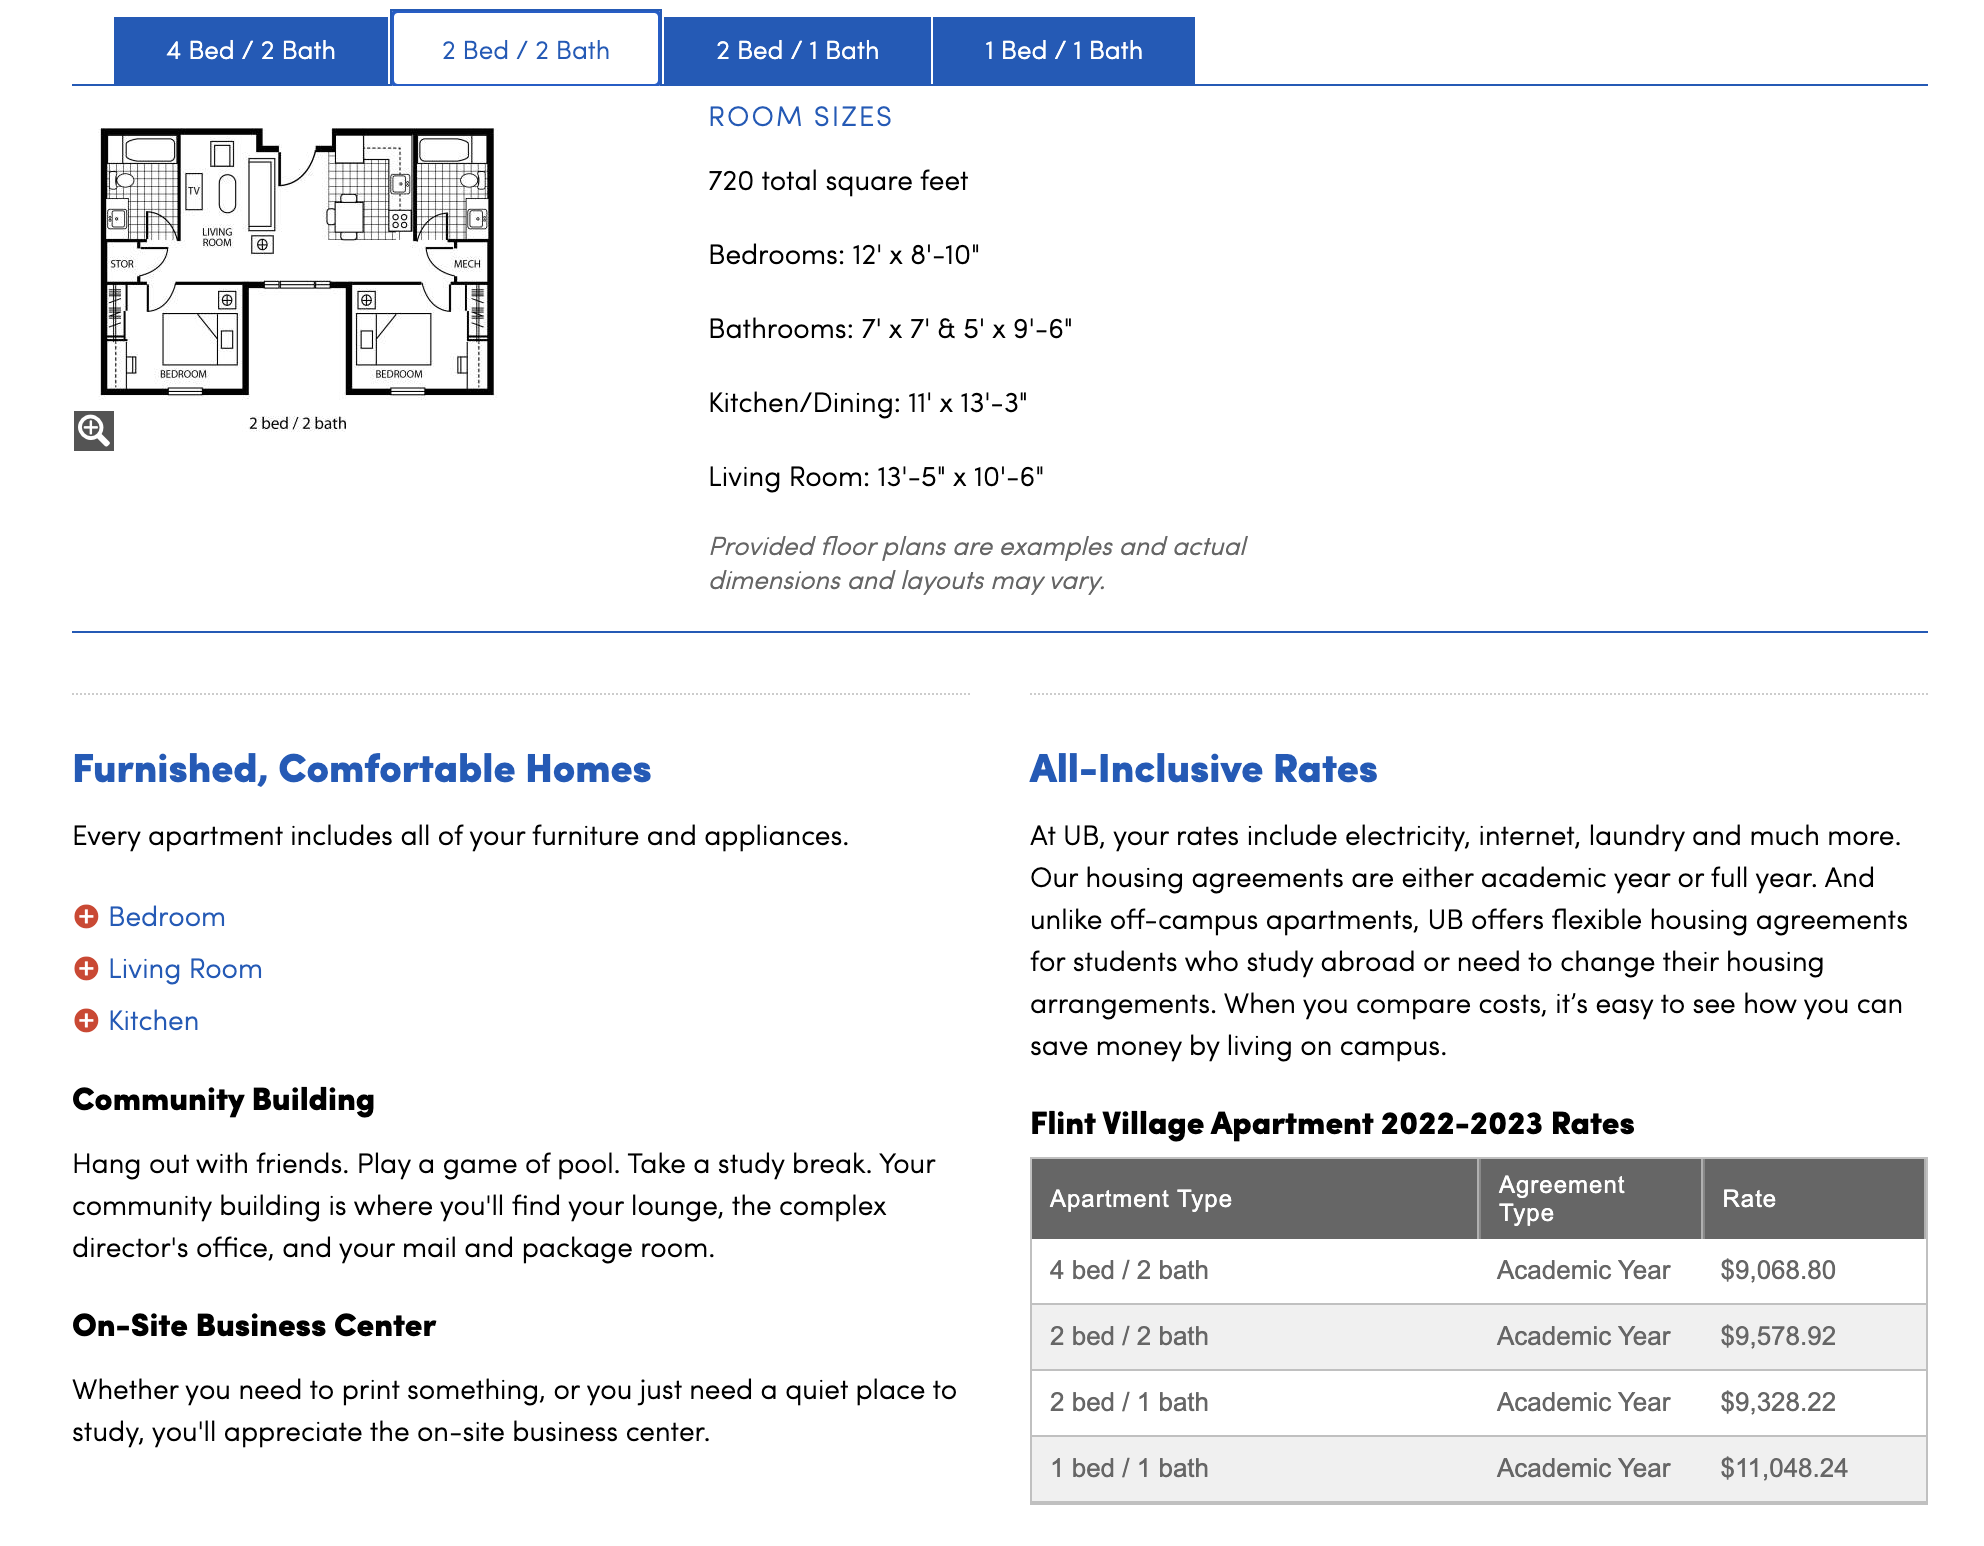 4 Bed / 2 Bath
2 Bed / 2 Bath
2 Bed / 1 Bath
1 Bed / 1 Bath
TV
LIVING
ROOM
STOR
MECH
BEDROOM
BEDROOM
2 bed / 2 bath
ROOM SIZES
720 total square feet
Bedrooms: 12' x 8'-10"
Bathrooms: 7' x 7' & 5' x 9'-6"
Kitchen/Dining: 11' x 13'-3"
Living Room: 13'-5" x 10'-6"
Provided floor plans are examples and actual
dimensions and layouts may vary.
Furnished, Comfortable Homes
Every apartment includes all of your furniture and appliances.
Bedroom
Living Room
Kitchen
Community Building
Hang out with friends. Play a game of pool. Take a study break. Your
community building is where you'll find your lounge, the complex
director's office, and your mail and package room.
On-Site Business Center
Whether you need to print something, or you just need a quiet place to
study, you'll appreciate the on-site business center.
All-Inclusive Rates
At UB, your rates include electricity, internet, laundry and much more.
Our housing agreements are either academic year or full year. And
unlike off-campus apartments, UB offers flexible housing agreements
for students who study abroad or need to change their housing
arrangements. When you compare costs, it’s easy to see how you can
save money by living on campus.
Flint Village Apartment 2022-2023 Rates
Apartment Type Agreement Type Rate
4 bed / 2 bath Academic Year $9,068.80
2 bed / 2 bath Academic Year $9,578.92
2 bed / 1 bath Academic Year $9,328.22
1 bed / 1 bath Academic Year $11,048.24